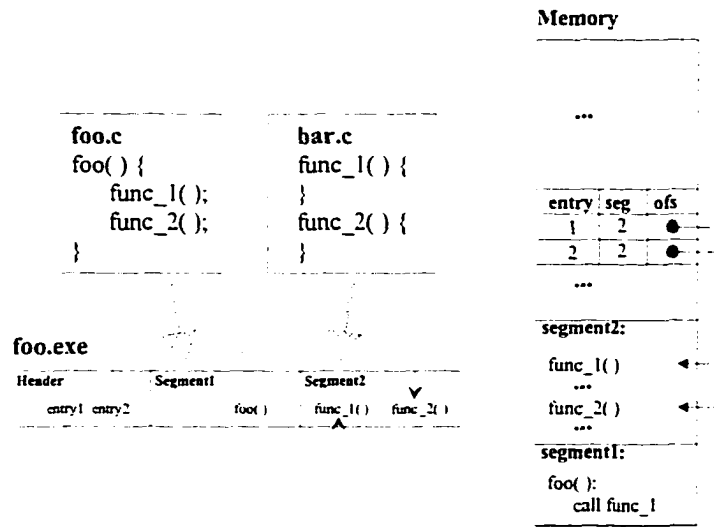 Memory
...
foo.c
foo( ) {
func_1( );
func_2( );
}
bar.c
func_1( ) {
}
func_2( ) {
}
entry seg ofs
1 2
2 2
...
foo.exe
Header Segment1 Segment2
entry1 entry2 foo( ) func_1( ) func_2( )
segment2:
func_1( )
...
func_2( )
...
segment1:
foo( ):
call func_1